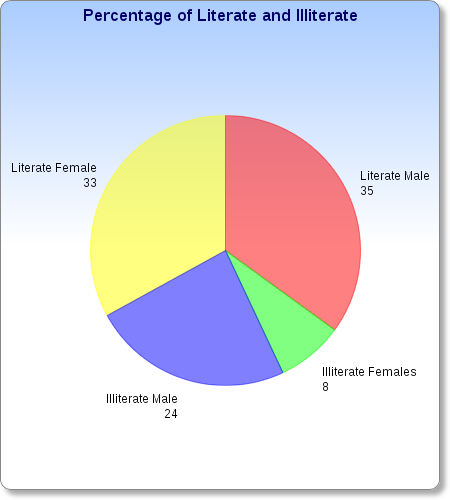 Percentage of Literate and Illiterate
Literate Female
33
Literate Male
35
Illiterate Females
8
Illiterate Male
24